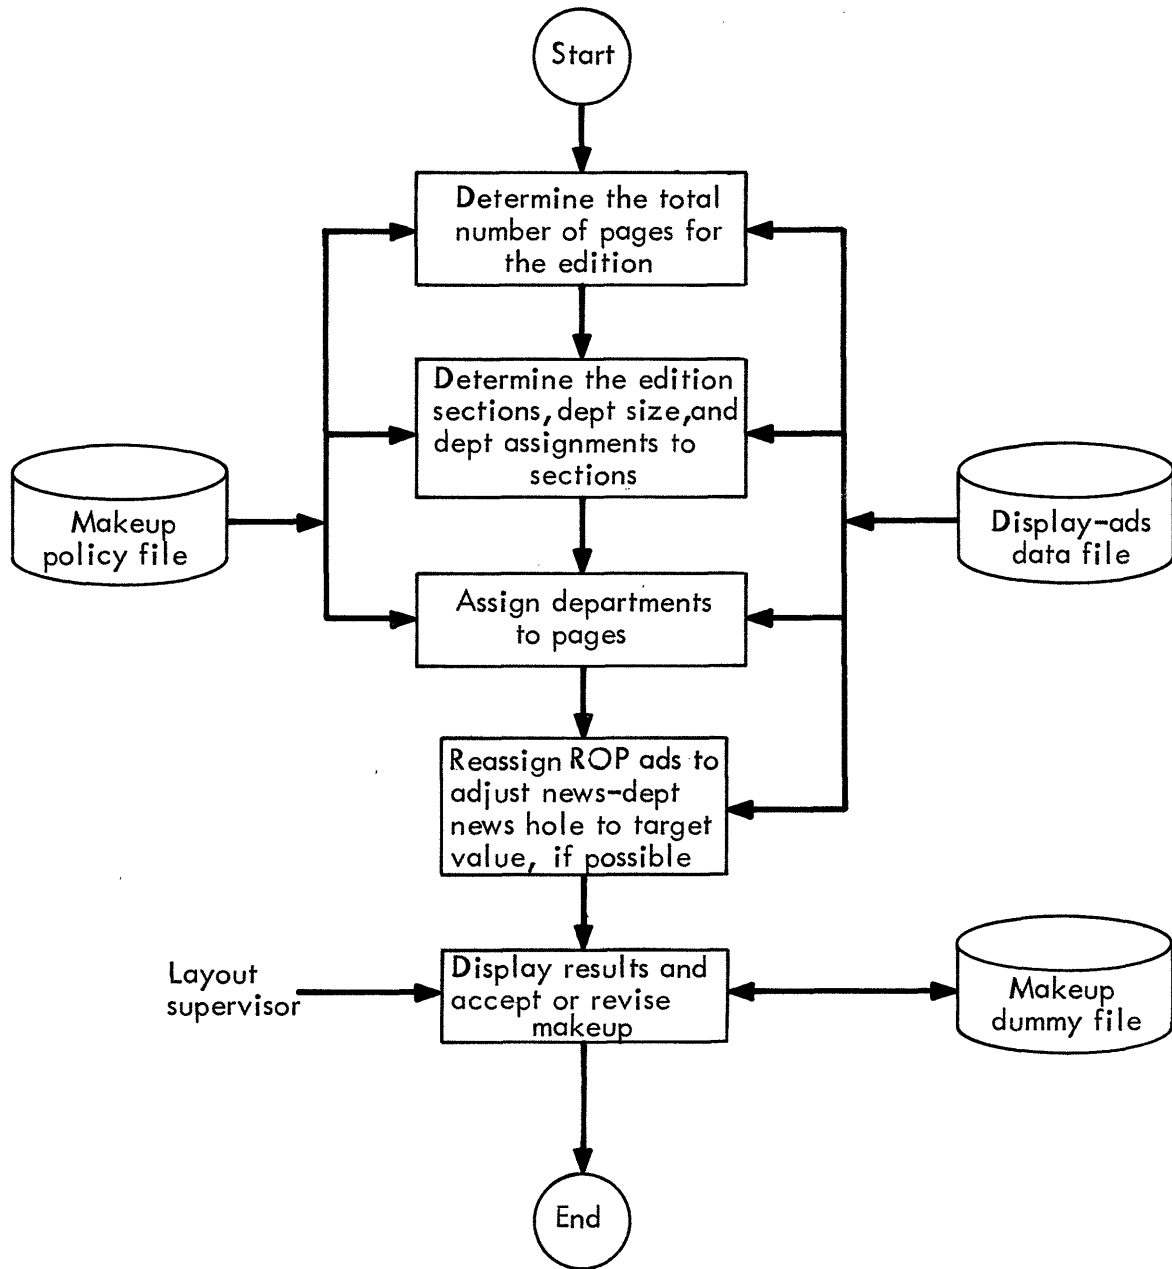 Start
Determine the total
number of pages for
the edition
Determine the edition
sections, dept size, and
dept assignments to
sections
Makeup
policy file
Display-ads
data file
Assign departments
to pages
Reassign ROP ads to
adjust news-dept
news hole to target
value, if possible
Layout
supervisor
Display results and
accept or revise
makeup
Makeup
dummy file
End